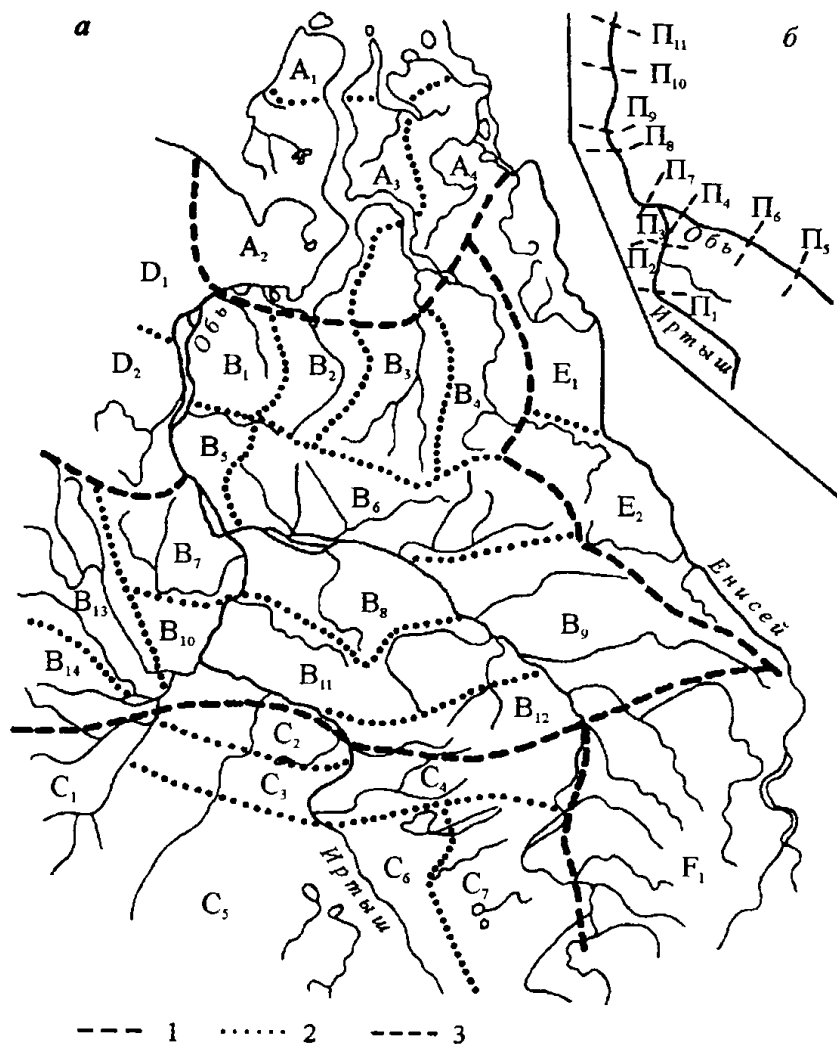 а
б
A₁
A₂
A₃
A₄
D₁
D₂
Обь
B₁
B₂
B₃
B₄
E₁
B₅
B₆
E₂
B₇
B₈
B₉
Енисей
B₁₃
B₁₀
B₁₄
B₁₁
B₁₂
C₁
C₂
C₃
C₄
C₅
Иртыш
C₆
C₇
F₁
П₁₁
П₁₀
П₉
П₈
П₇
П₄
П₃
Обь
П₆
П₅
П₂
П₁
Иртыш
1
2
3